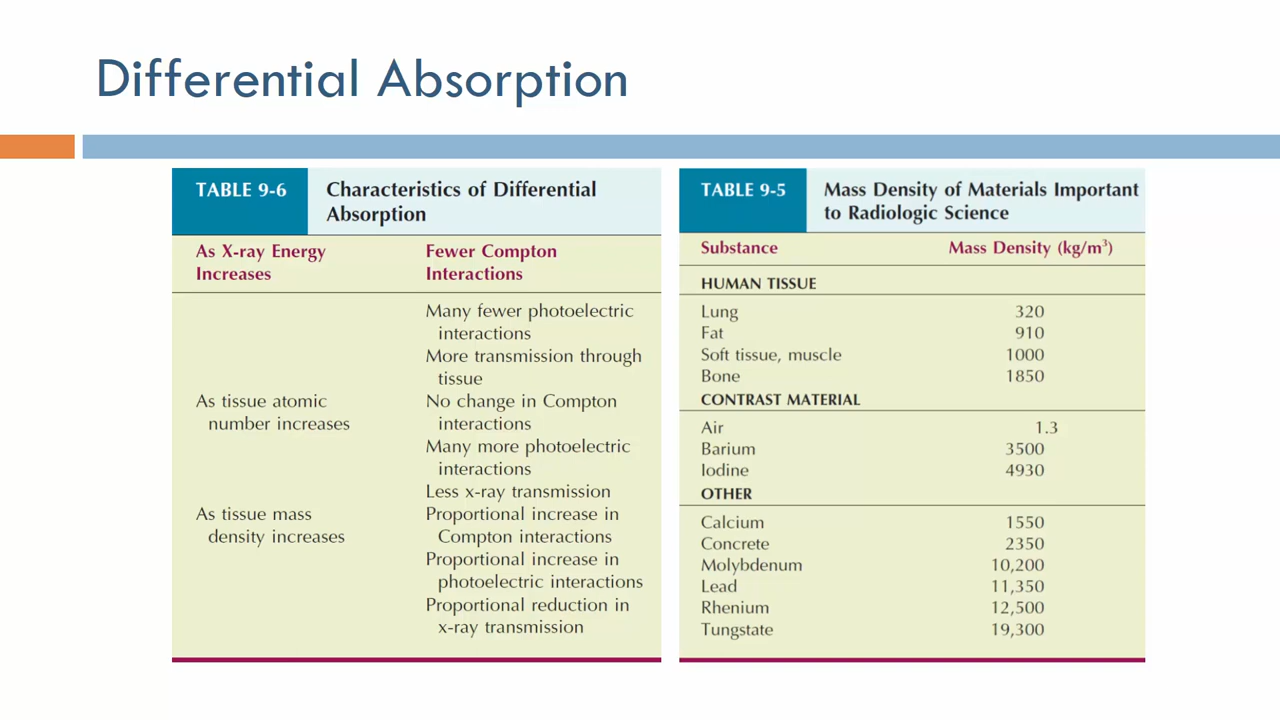 Differential Absorption
TABLE 9-6
Characteristics of Differential
Absorption
As X-ray Energy
Increases
Fewer Compton
Interactions
Many fewer photoelectric
interactions
More transmission through
tissue
As tissue atomic
number increases
No change in Compton
interactions
Many more photoelectric
interactions
Less x-ray transmission
As tissue mass
density increases
Proportional increase in
Compton interactions
Proportional increase in
photoelectric interactions
Proportional reduction in
x-ray transmission
TABLE 9-5
Mass Density of Materials Important
to Radiologic Science
Substance Mass Density (kg/m³)
HUMAN TISSUE
Lung 320
Fat 910
Soft tissue, muscle 1000
Bone 1850
CONTRAST MATERIAL
Air 1.3
Barium 3500
Iodine 4930
OTHER
Calcium 1550
Concrete 2350
Molybdenum 10,200
Lead 11,350
Rhenium 12,500
Tungstate 19,300